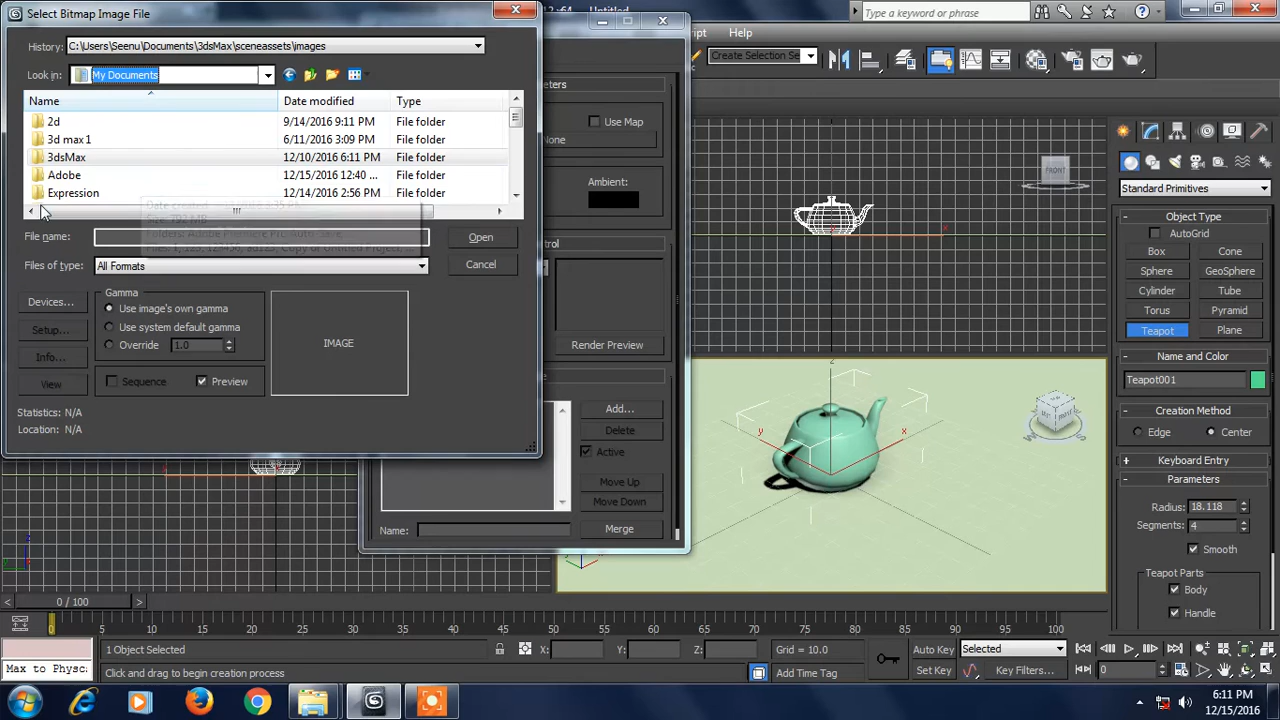 Select Bitmap Image File
History: C:\Users\Seenu\Documents\3dsMax\sceneassets\images
Look in: My Documents
Name Date modified Type
2d 9/14/2016 9:11 PM File folder
3d max 1 6/11/2016 3:09 PM File folder
3dsMax 12/10/2016 6:11 PM File folder
Adobe 12/15/2016 12:40 ... File folder
Expression 12/14/2016 2:56 PM File folder
File name: Open
Files of type: All Formats Cancel
Devices...
Setup...
Info...
View
Gamma
Use image's own gamma
Use system default gamma
Override 1.0
Sequence Preview
IMAGE
Statistics: N/A
Location: N/A
Untitled
Type a keyword or phrase
Help
Create Selection Se
Use Map
None
Ambient:
Render Preview
Add...
Delete
Active
Move Up
Move Down
Name: Merge
FRONT
z
x
y
x
Standard Primitives
Object Type
AutoGrid
Box Cone
Sphere GeoSphere
Cylinder Tube
Torus Pyramid
Teapot Plane
Name and Color
Teapot001
Creation Method
Edge Center
Keyboard Entry
Parameters
Radius: 18.118
Segments: 4
Smooth
Teapot Parts
Body
Handle
0 / 100
0 5 10 15 20 25 30 35 40 45 50 55 60 65 70 75 80 85 90 95 100
1 Object Selected X: Y: Z: Grid = 10.0 Auto Key Selected
Max to Physc Click and drag to begin creation process Add Time Tag Set Key Key Filters... 0
6:11 PM
12/15/2016